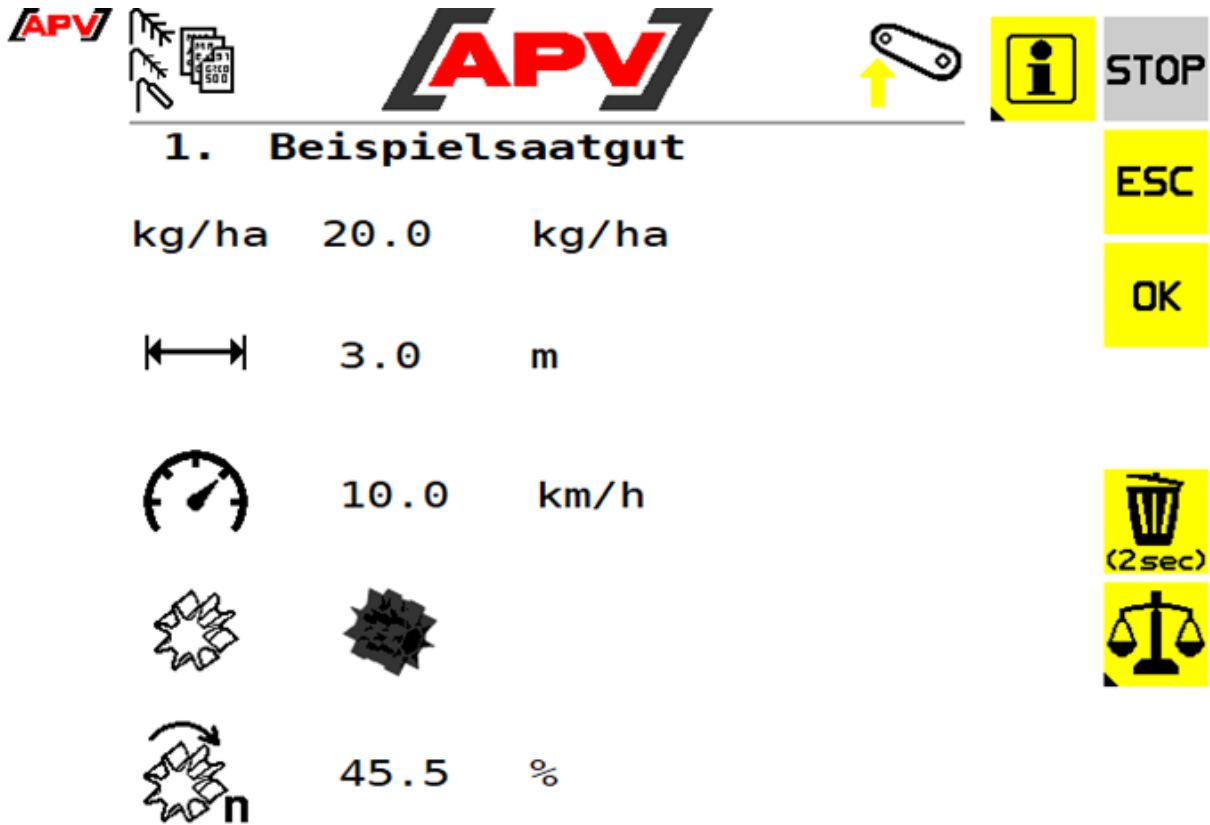 APV
APV
STOP
1. Beispielsaatgut
ESC
kg/ha 20.0 kg/ha
OK
3.0 m
10.0 km/h
(2sec)
n 45.5 %